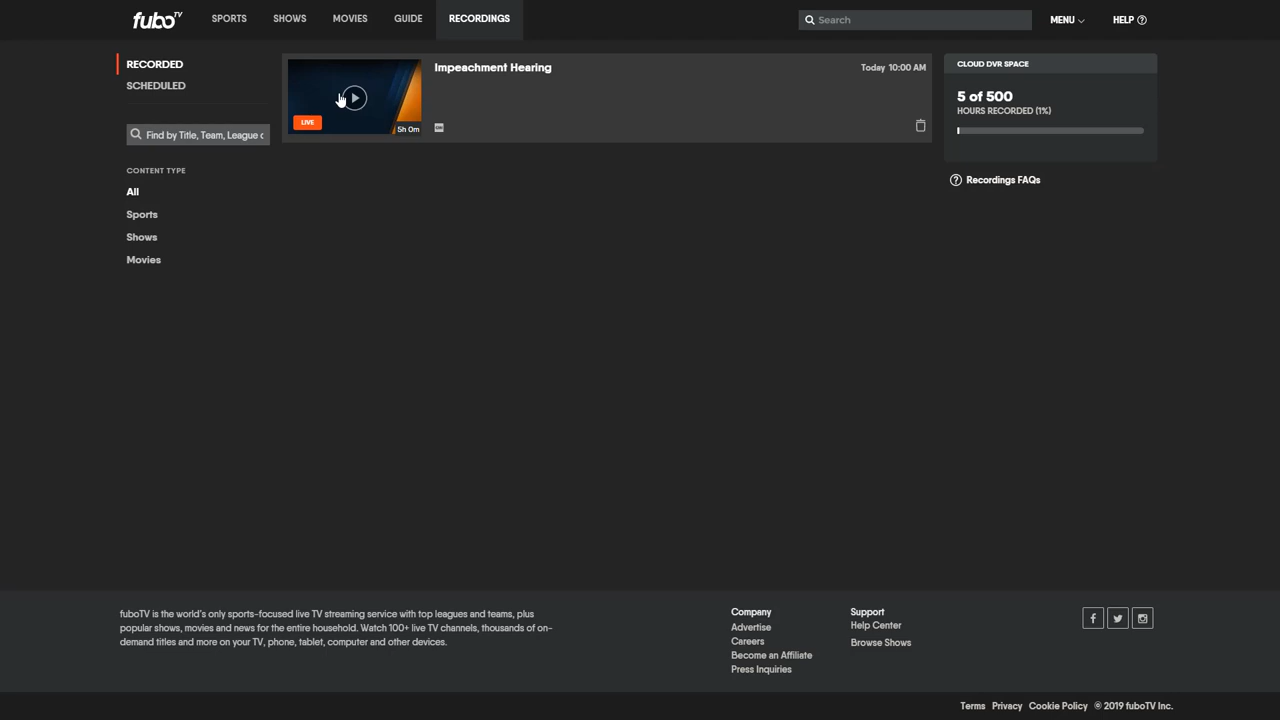 fuboTV
SPORTS
SHOWS
MOVIES
GUIDE
RECORDINGS
Search
MENU
HELP
RECORDED
SCHEDULED
Find by Title, Team, League c
CONTENT TYPE
All
Sports
Shows
Movies
LIVE
5h 0m
Impeachment Hearing
Today 10:00 AM
CLOUD DVR SPACE
5 of 500
HOURS RECORDED (1%)
Recordings FAQs
fuboTV is the world's only sports-focused live TV streaming service with top leagues and teams, plus
popular shows, movies and news for the entire household. Watch 100+ live TV channels, thousands of on-
demand titles and more on your TV, phone, tablet, computer and other devices.
Company
Advertise
Careers
Become an Affiliate
Press Inquiries
Support
Help Center
Browse Shows
Terms Privacy Cookie Policy © 2019 fuboTV Inc.